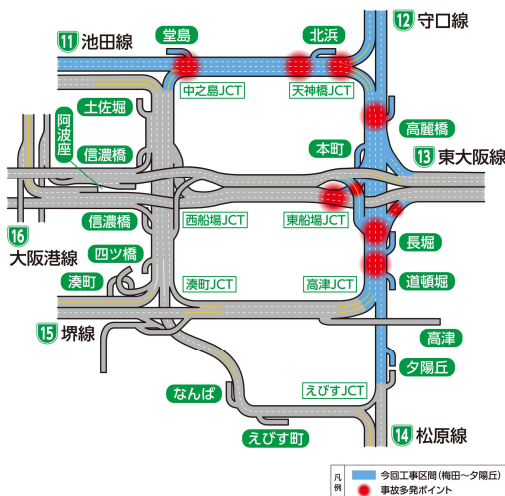 堂島
北浜
12 守口線
11 池田線
中之島JCT
天神橋JCT
土佐堀
高麗橋
阿波座
本町
信濃橋
13
東大阪線
信濃橋
西船場JCT
東船場JCT
16
大阪港線
長堀
四ツ橋
湊町
湊町JCT
高津JCT
道頓堀
15 堺線
高津
夕陽丘
なんば
えびすJCT
えびす町
14 松原線
凡例
今回工事区間(梅田~夕陽丘)
事故多発ポイント